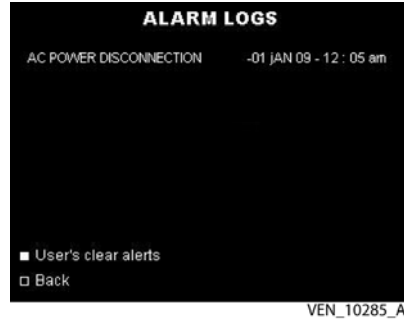 ALARM LOGS
AC POWER DISCONNECTION -01 jAN 09 - 12 : 05 am
User's clear alerts
Back
VEN_10285_A